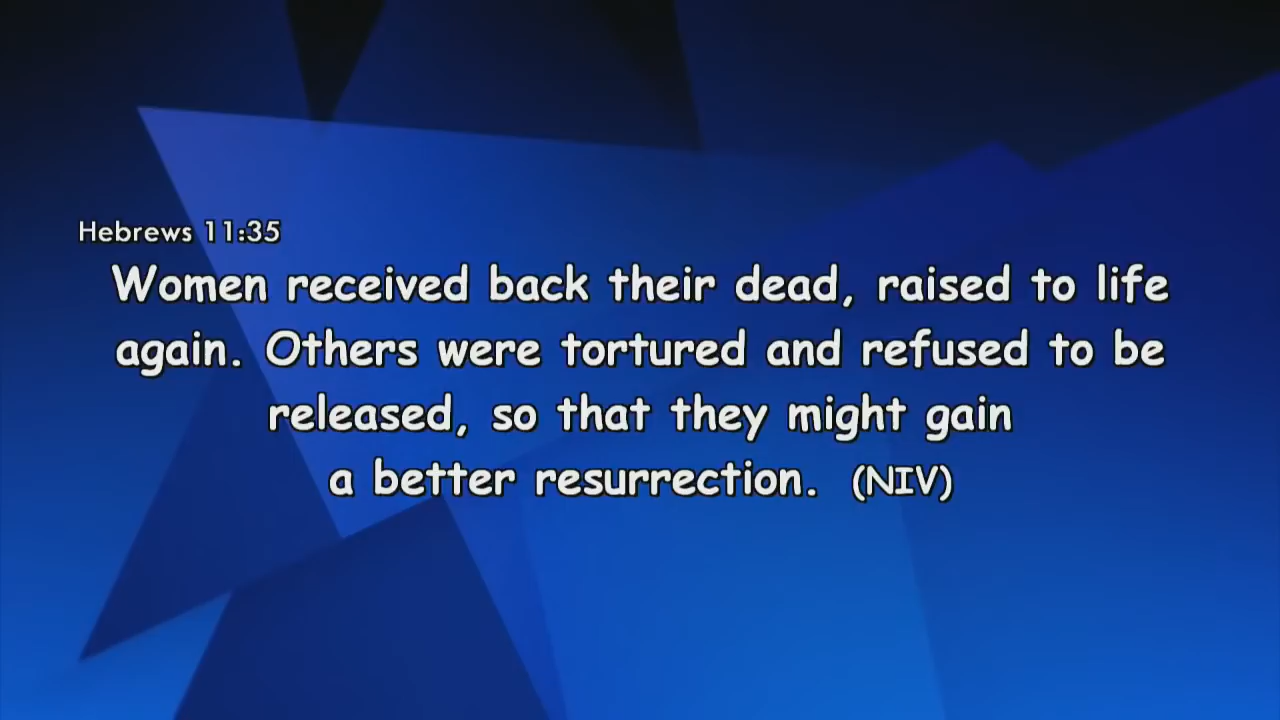 Hebrews 11:35
Women received back their dead, raised to life
again. Others were tortured and refused to be
released, so that they might gain
a better resurrection. (NIV)